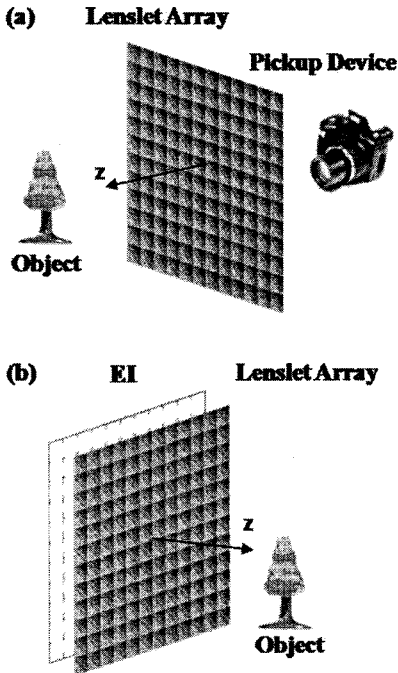 (a) Lenslet Array
Pickup Device
z
Object
(b) EI Lenslet Array
z
Object